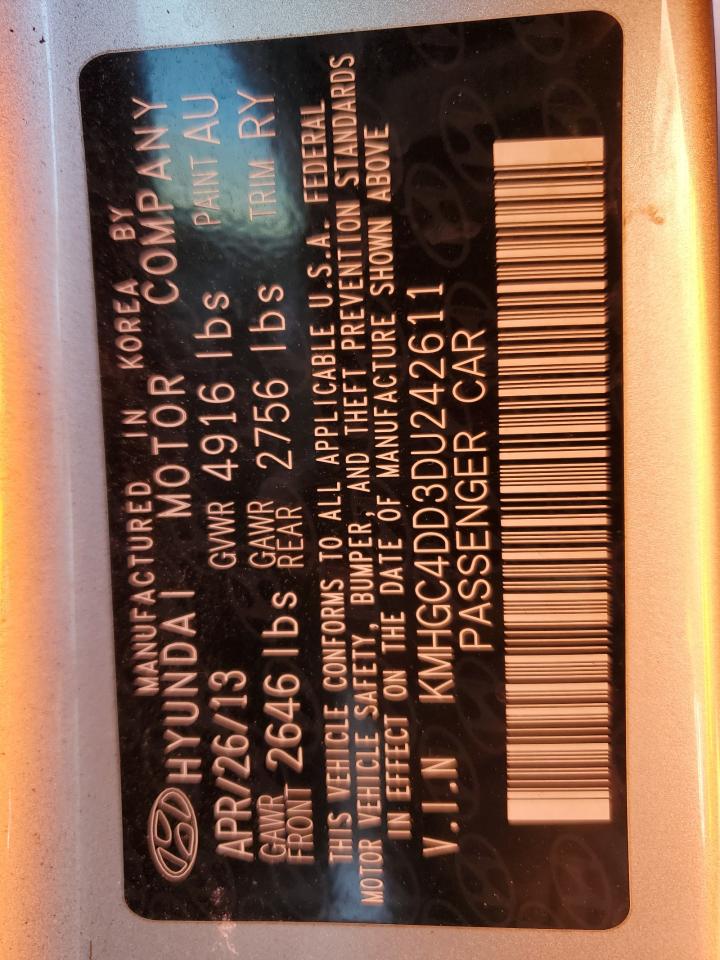 MANUFACTURED IN KOREA BY
HYUNDAI MOTOR COMPANY
APR/26/13 GVWR 4916 lbs PAINT AU
GAWR FRONT 2646 lbs GAWR REAR 2756 lbs TRIM RY
THIS VEHICLE CONFORMS TO ALL APPLICABLE U.S.A. FEDERAL
MOTOR VEHICLE SAFETY, BUMPER, AND THEFT PREVENTION STANDARDS
IN EFFECT ON THE DATE OF MANUFACTURE SHOWN ABOVE
V.I.N KMHGC4DD3DU242611
PASSENGER CAR